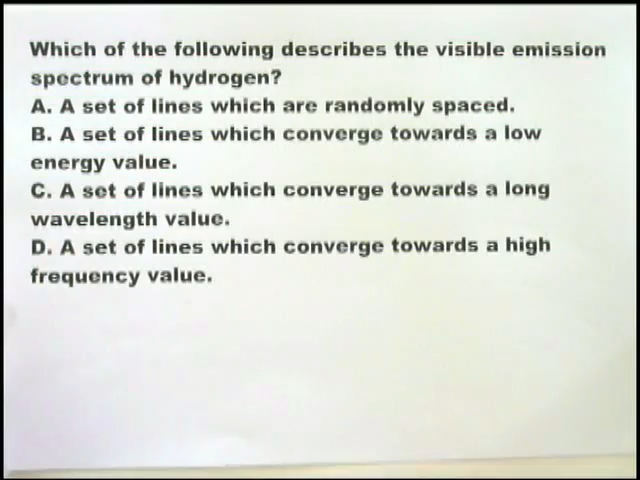 Which of the following describes the visible emission
spectrum of hydrogen?
A. A set of lines which are randomly spaced.
B. A set of lines which converge towards a low
energy value.
C. A set of lines which converge towards a long
wavelength value.
D. A set of lines which converge towards a high
frequency value.